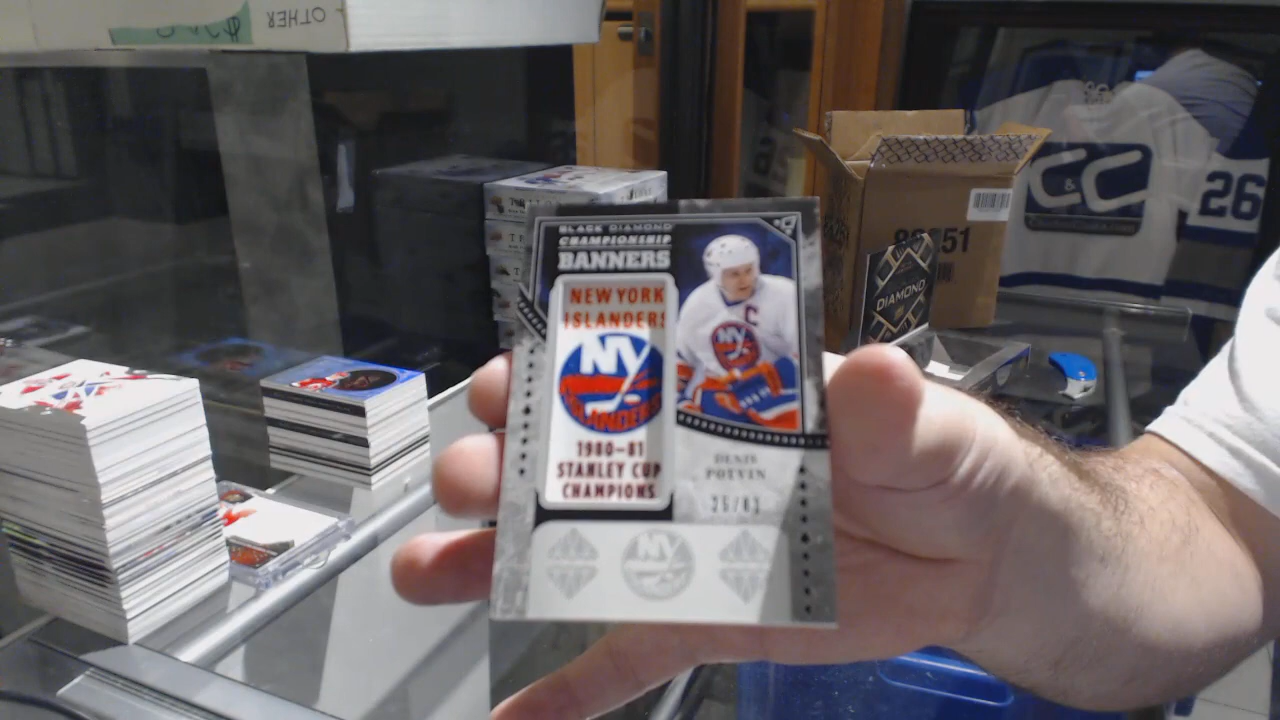 OTHER
BLACK DIAMOND
CHAMPIONSHIP
BANNERS
NEW YORK
ISLANDERS
NY
ISLANDERS
1980-81
STANLEY CUP
CHAMPIONS
C
NY
DENIS
POTVIN
NY
DIAMOND
C&C
26